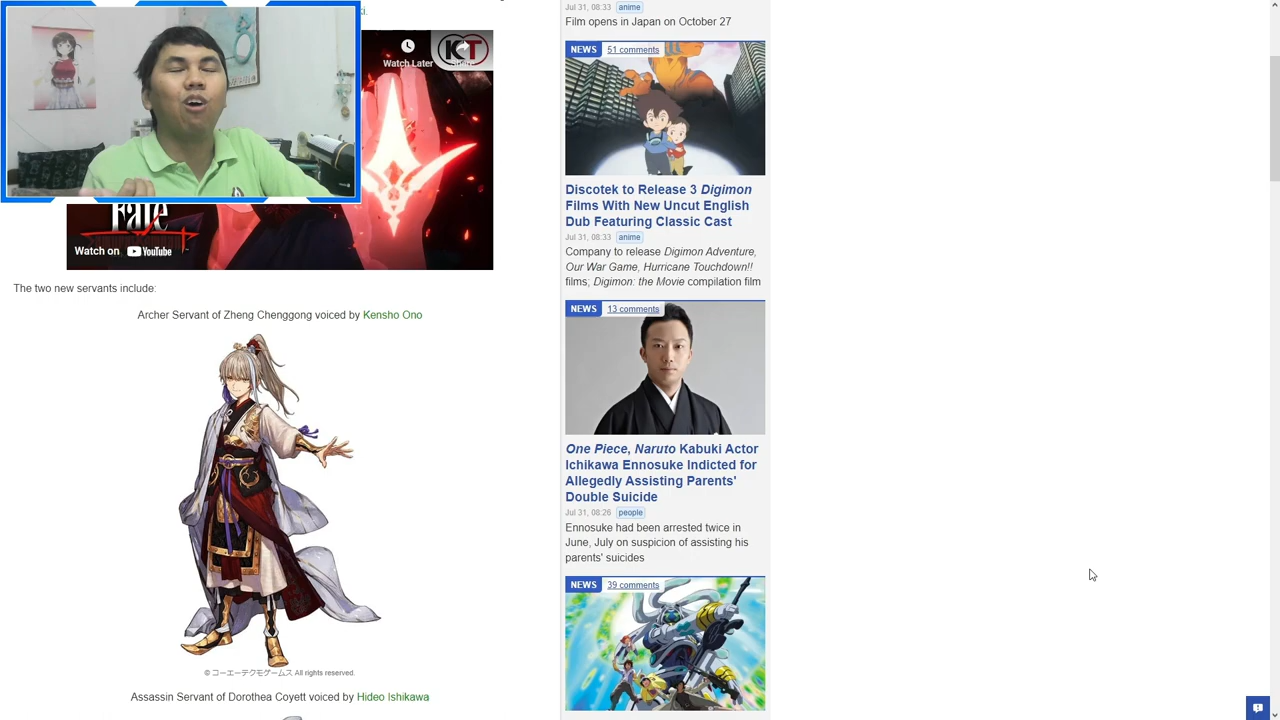 ki.
Watch Later
Share
KT
Fate
Watch on YouTube
The two new servants include:
Archer Servant of Zheng Chenggong voiced by Kensho Ono
© コーエーテクモゲームス All rights reserved.
Assassin Servant of Dorothea Coyett voiced by Hideo Ishikawa
Jul 31, 08:33 anime
Film opens in Japan on October 27
NEWS 51 comments
Discotek to Release 3 Digimon
Films With New Uncut English
Dub Featuring Classic Cast
Jul 31, 08:33 anime
Company to release Digimon Adventure,
Our War Game, Hurricane Touchdown!!
films; Digimon: the Movie compilation film
NEWS 13 comments
One Piece, Naruto Kabuki Actor
Ichikawa Ennosuke Indicted for
Allegedly Assisting Parents'
Double Suicide
Jul 31, 08:26 people
Ennosuke had been arrested twice in
June, July on suspicion of assisting his
parents' suicides
NEWS 39 comments